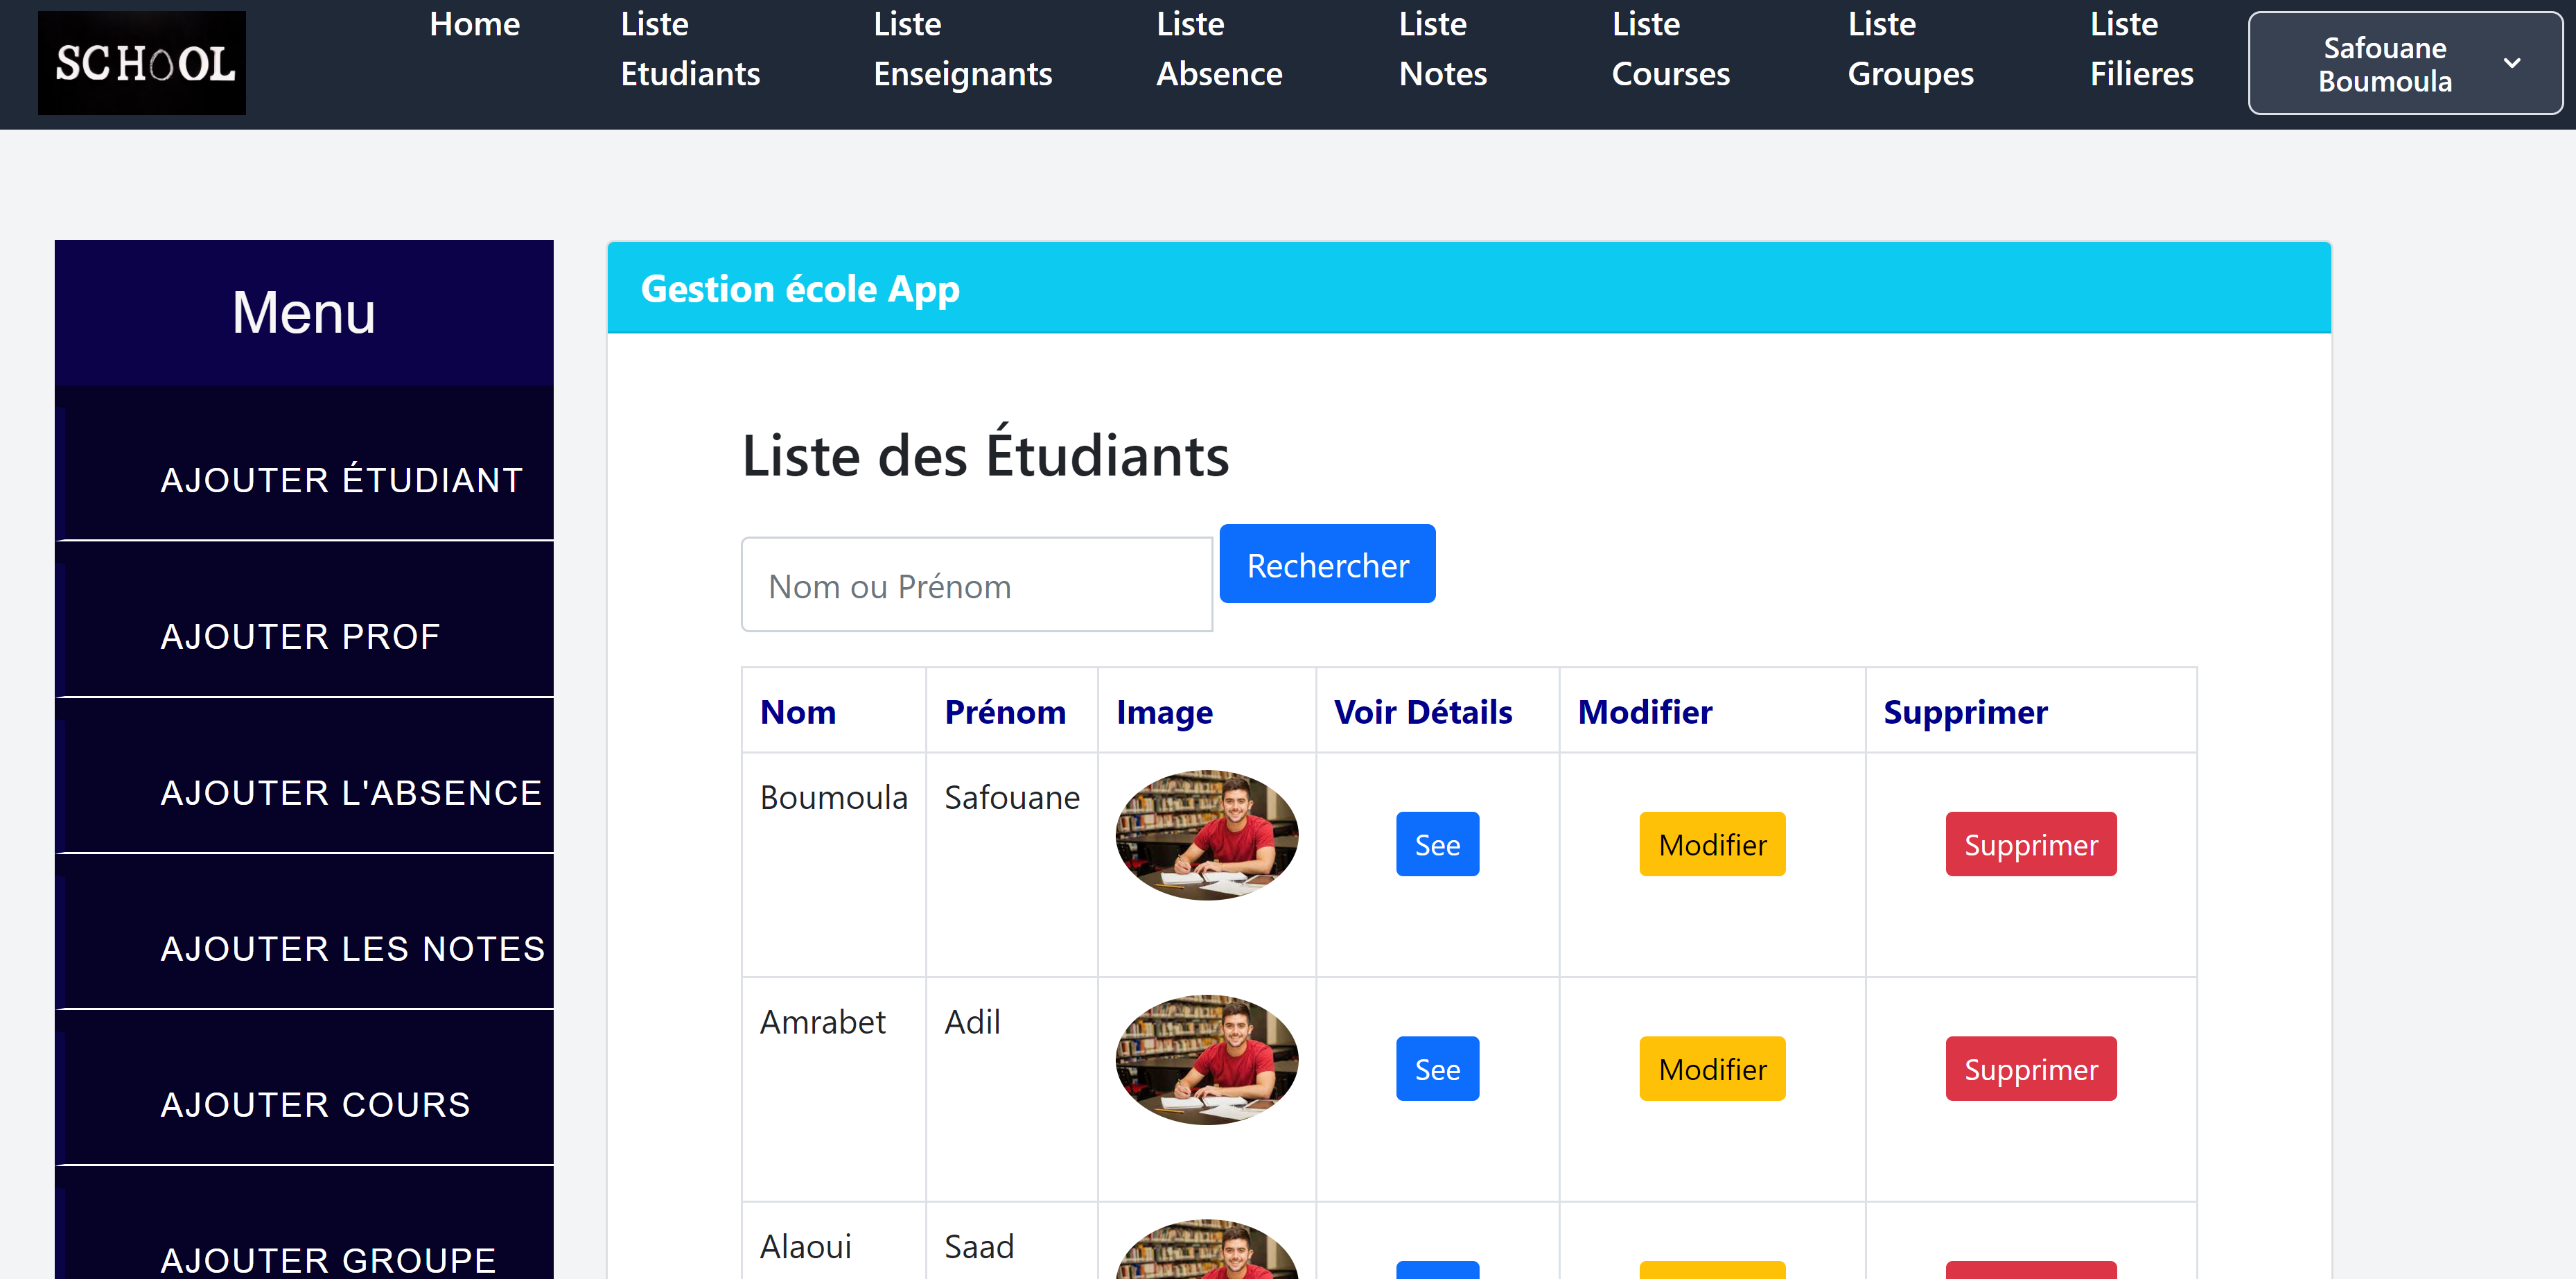 SCHOOL
Home
Liste Etudiants
Liste Enseignants
Liste Absence
Liste Notes
Liste Courses
Liste Groupes
Liste Filieres
Safouane Boumoula
Menu
AJOUTER ÉTUDIANT
AJOUTER PROF
AJOUTER L'ABSENCE
AJOUTER LES NOTES
AJOUTER COURS
AJOUTER GROUPE
Gestion école App
Liste des Étudiants
Nom ou Prénom Rechercher
Nom Prénom Image Voir Détails Modifier Supprimer
Boumoula Safouane See Modifier Supprimer
Amrabet Adil See Modifier Supprimer
Alaoui Saad